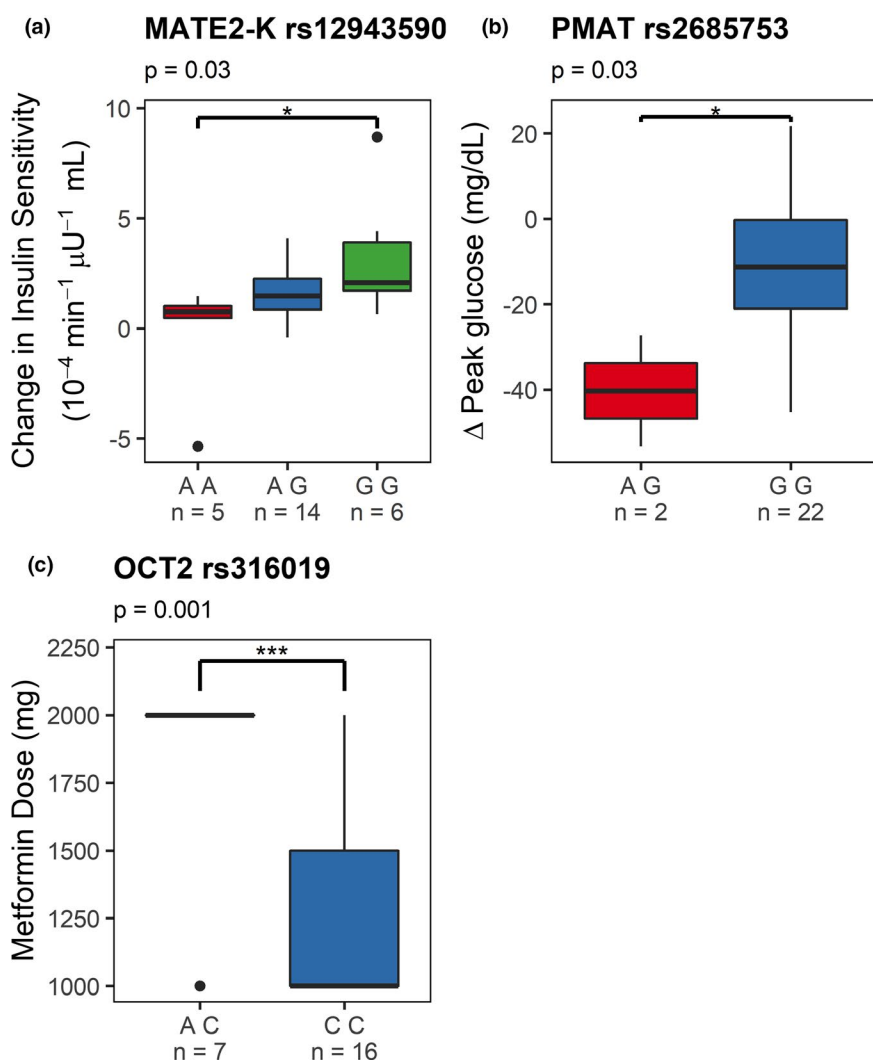 (a) MATE2-K rs12943590
p = 0.03
Change in Insulin Sensitivity
(10⁻⁴ min⁻¹ μU⁻¹ mL)
10
5
0
-5
*
A A
A G
G G
n = 5
n = 14
n = 6
(b) PMAT rs2685753
p = 0.03
Δ Peak glucose (mg/dL)
20
0
-20
-40
*
A G
G G
n = 2
n = 22
(c) OCT2 rs316019
p = 0.001
Metformin Dose (mg)
2250
2000
1750
1500
1250
1000
***
A C
C C
n = 7
n = 16